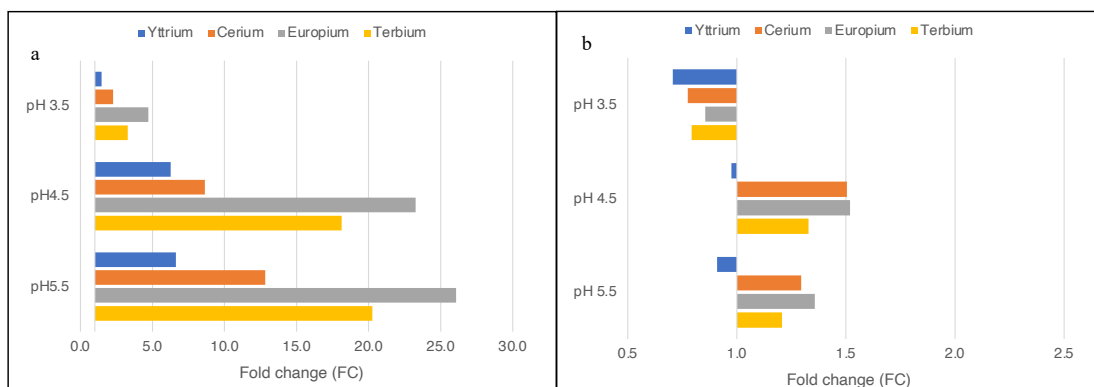 Yttrium Cerium Europium Terbium
a
pH 3.5
pH4.5
pH5.5
0.0 5.0 10.0 15.0 20.0 25.0 30.0
Fold change (FC)
Yttrium Cerium Europium Terbium
b
pH 3.5
pH 4.5
pH 5.5
0.5 1.0 1.5 2.0 2.5
Fold change (FC)